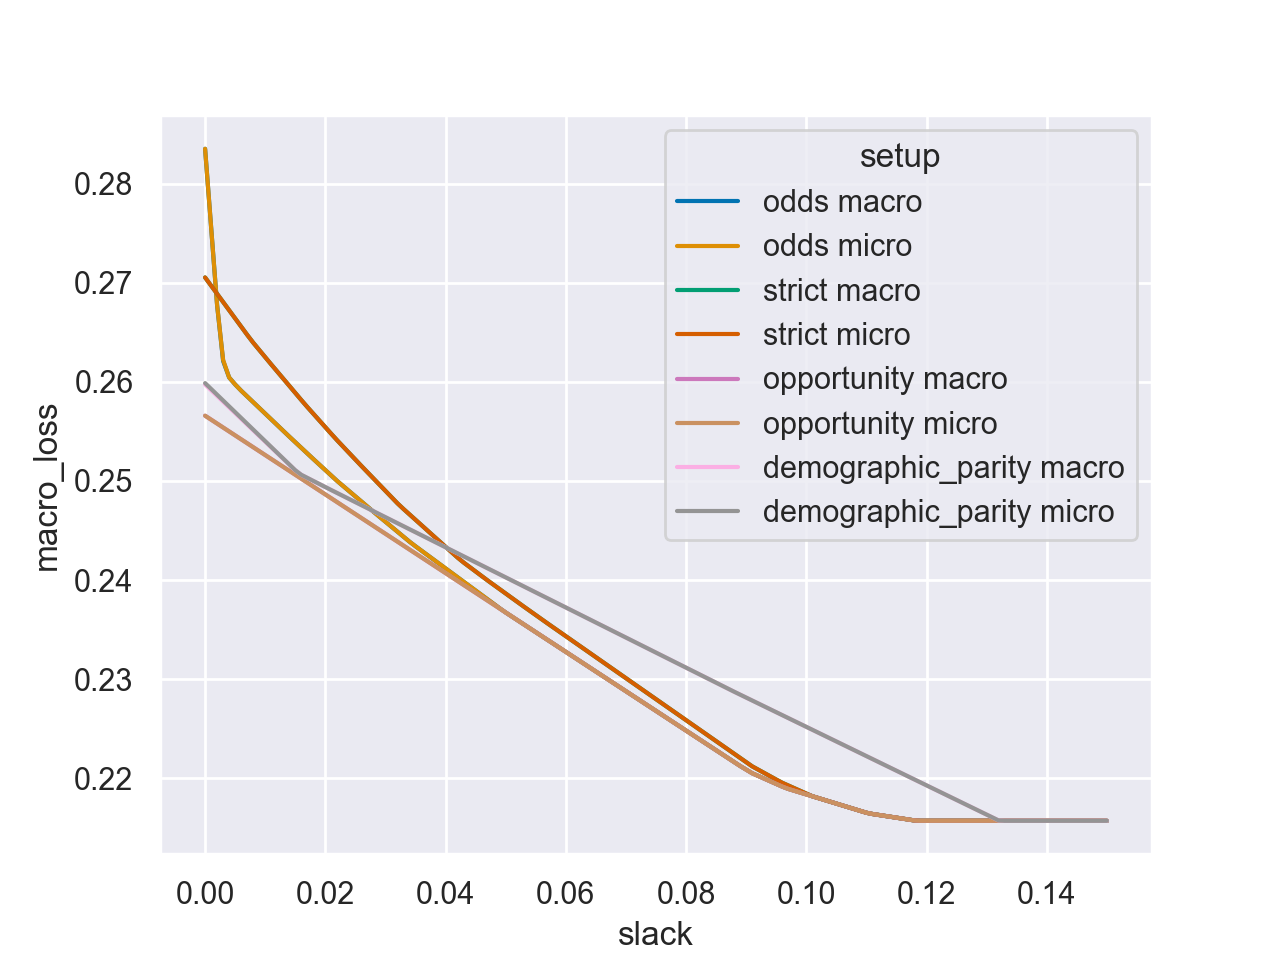 setup
odds macro
odds micro
strict macro
strict micro
opportunity macro
opportunity micro
demographic_parity macro
demographic_parity micro
macro_loss
0.28
0.27
0.26
0.25
0.24
0.23
0.22
0.00 0.02 0.04 0.06 0.08 0.10 0.12 0.14
slack